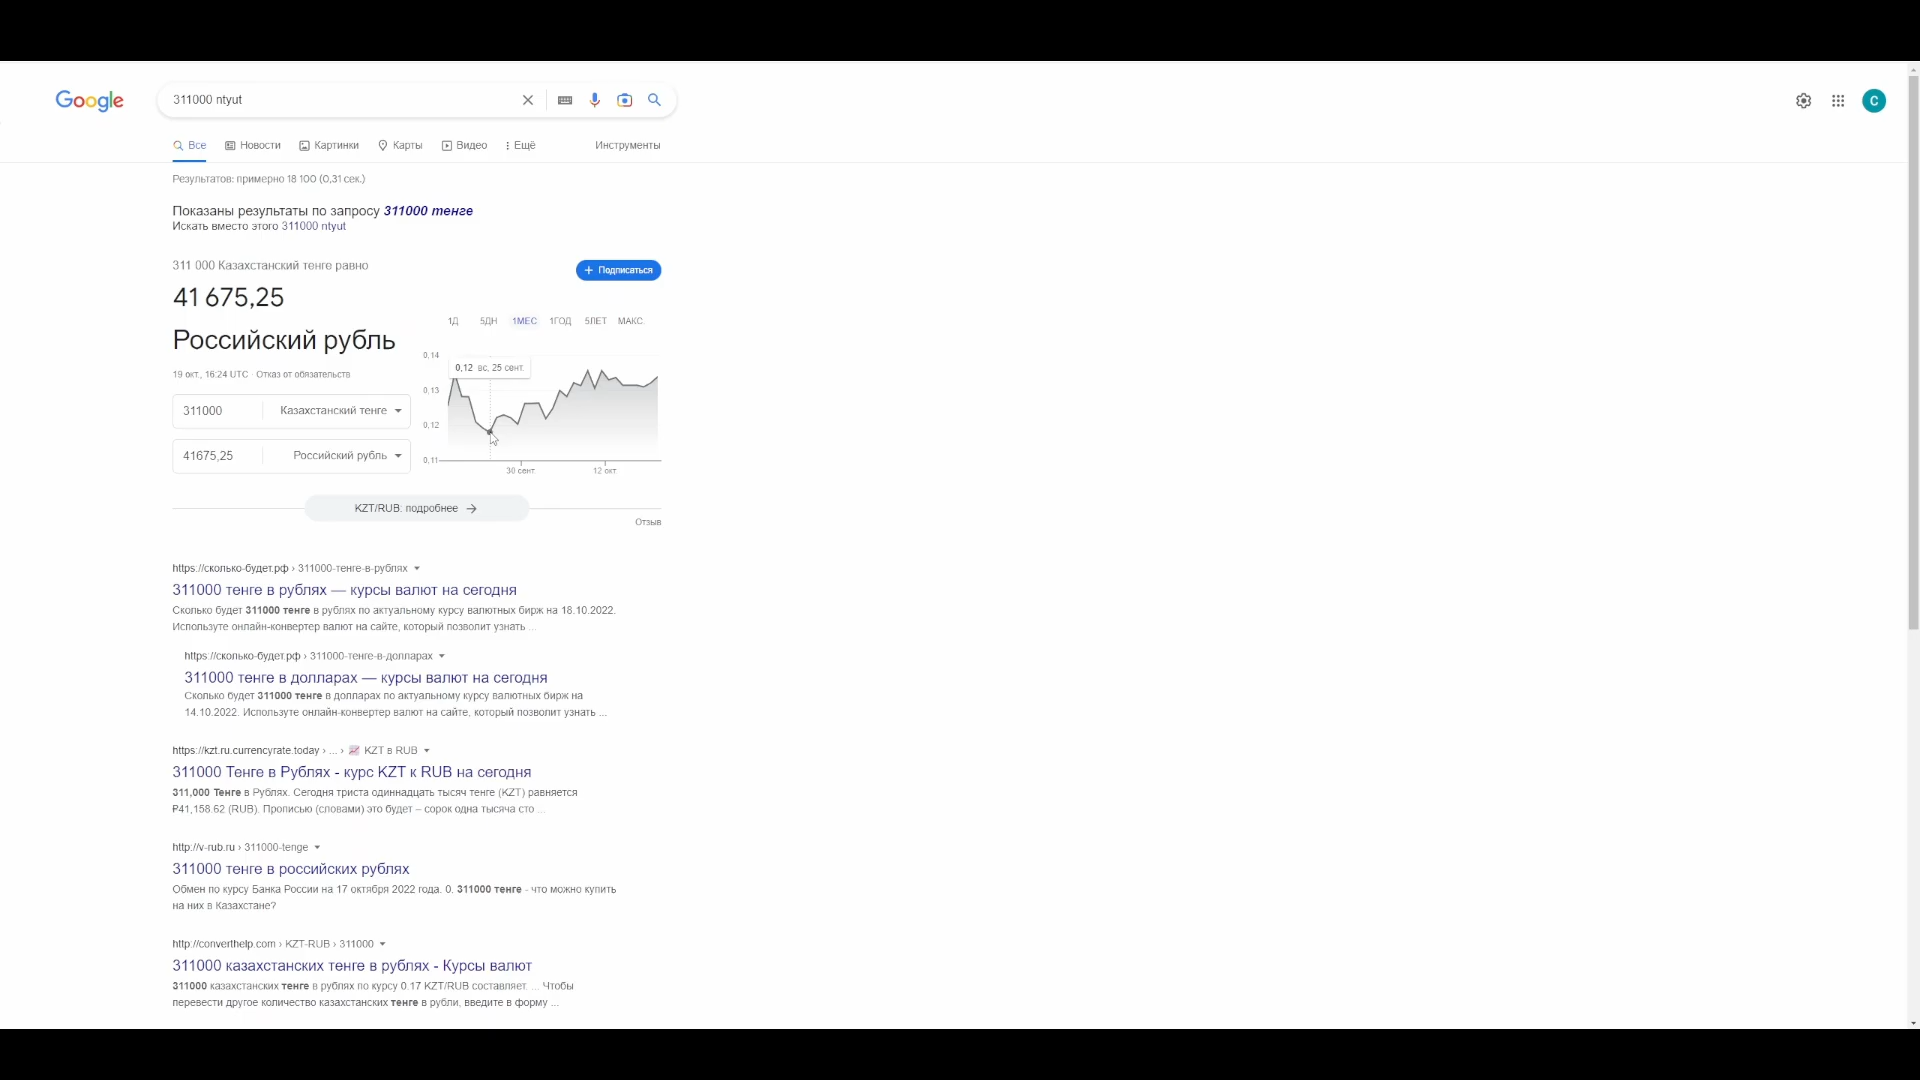 Google
311000 ntyut
Все
Новости
Картинки
Карты
Видео
Ещё
Инструменты
C
Результатов: примерно 18 100 (0,31 сек.)
Показаны результаты по запросу 311000 тенге
Искать вместо этого 311000 ntyut
311 000 Казахстанский тенге равно
Подписаться
41 675,25
Российский рубль
19 окт., 16:24 UTC · Отказ от обязательств
311000 Казахстанский тенге
41675,25 Российский рубль
1Д 5ДН 1МЕС 1ГОД 5ЛЕТ МАКС.
0,14
0,12 вс, 25 сент.
0,13
0,12
0,11
30 сент. 12 окт.
KZT/RUB: подробнее
Отзыв
https://сколько-будет.рф › 311000-тенге-в-рублях
311000 тенге в рублях — курсы валют на сегодня
Сколько будет 311000 тенге в рублях по актуальному курсу валютных бирж на 18.10.2022.
Используте онлайн-конвертер валют на сайте, который позволит узнать ...
https://сколько-будет.рф › 311000-тенге-в-долларах
311000 тенге в долларах — курсы валют на сегодня
Сколько будет 311000 тенге в долларах по актуальному курсу валютных бирж на
14.10.2022. Используте онлайн-конвертер валют на сайте, который позволит узнать ...
https://kzt.ru.currencyrate.today › ... › KZT в RUB
311000 Тенге в Рублях - курс KZT к RUB на сегодня
311,000 Тенге в Рублях. Сегодня триста одиннадцать тысяч тенге (KZT) равняется
₽41,158.62 (RUB). Прописью (словами) это будет – сорок одна тысяча сто ...
http://v-rub.ru › 311000-tenge
311000 тенге в российских рублях
Обмен по курсу Банка России на 17 октября 2022 года. 0. 311000 тенге - что можно купить
на них в Казахстане?
http://converthelp.com › KZT-RUB › 311000
311000 казахстанских тенге в рублях - Курсы валют
311000 казахстанских тенге в рублях по курсу 0.17 KZT/RUB составляет. ... Чтобы
перевести другое количество казахстанских тенге в рубли, введите в форму ...